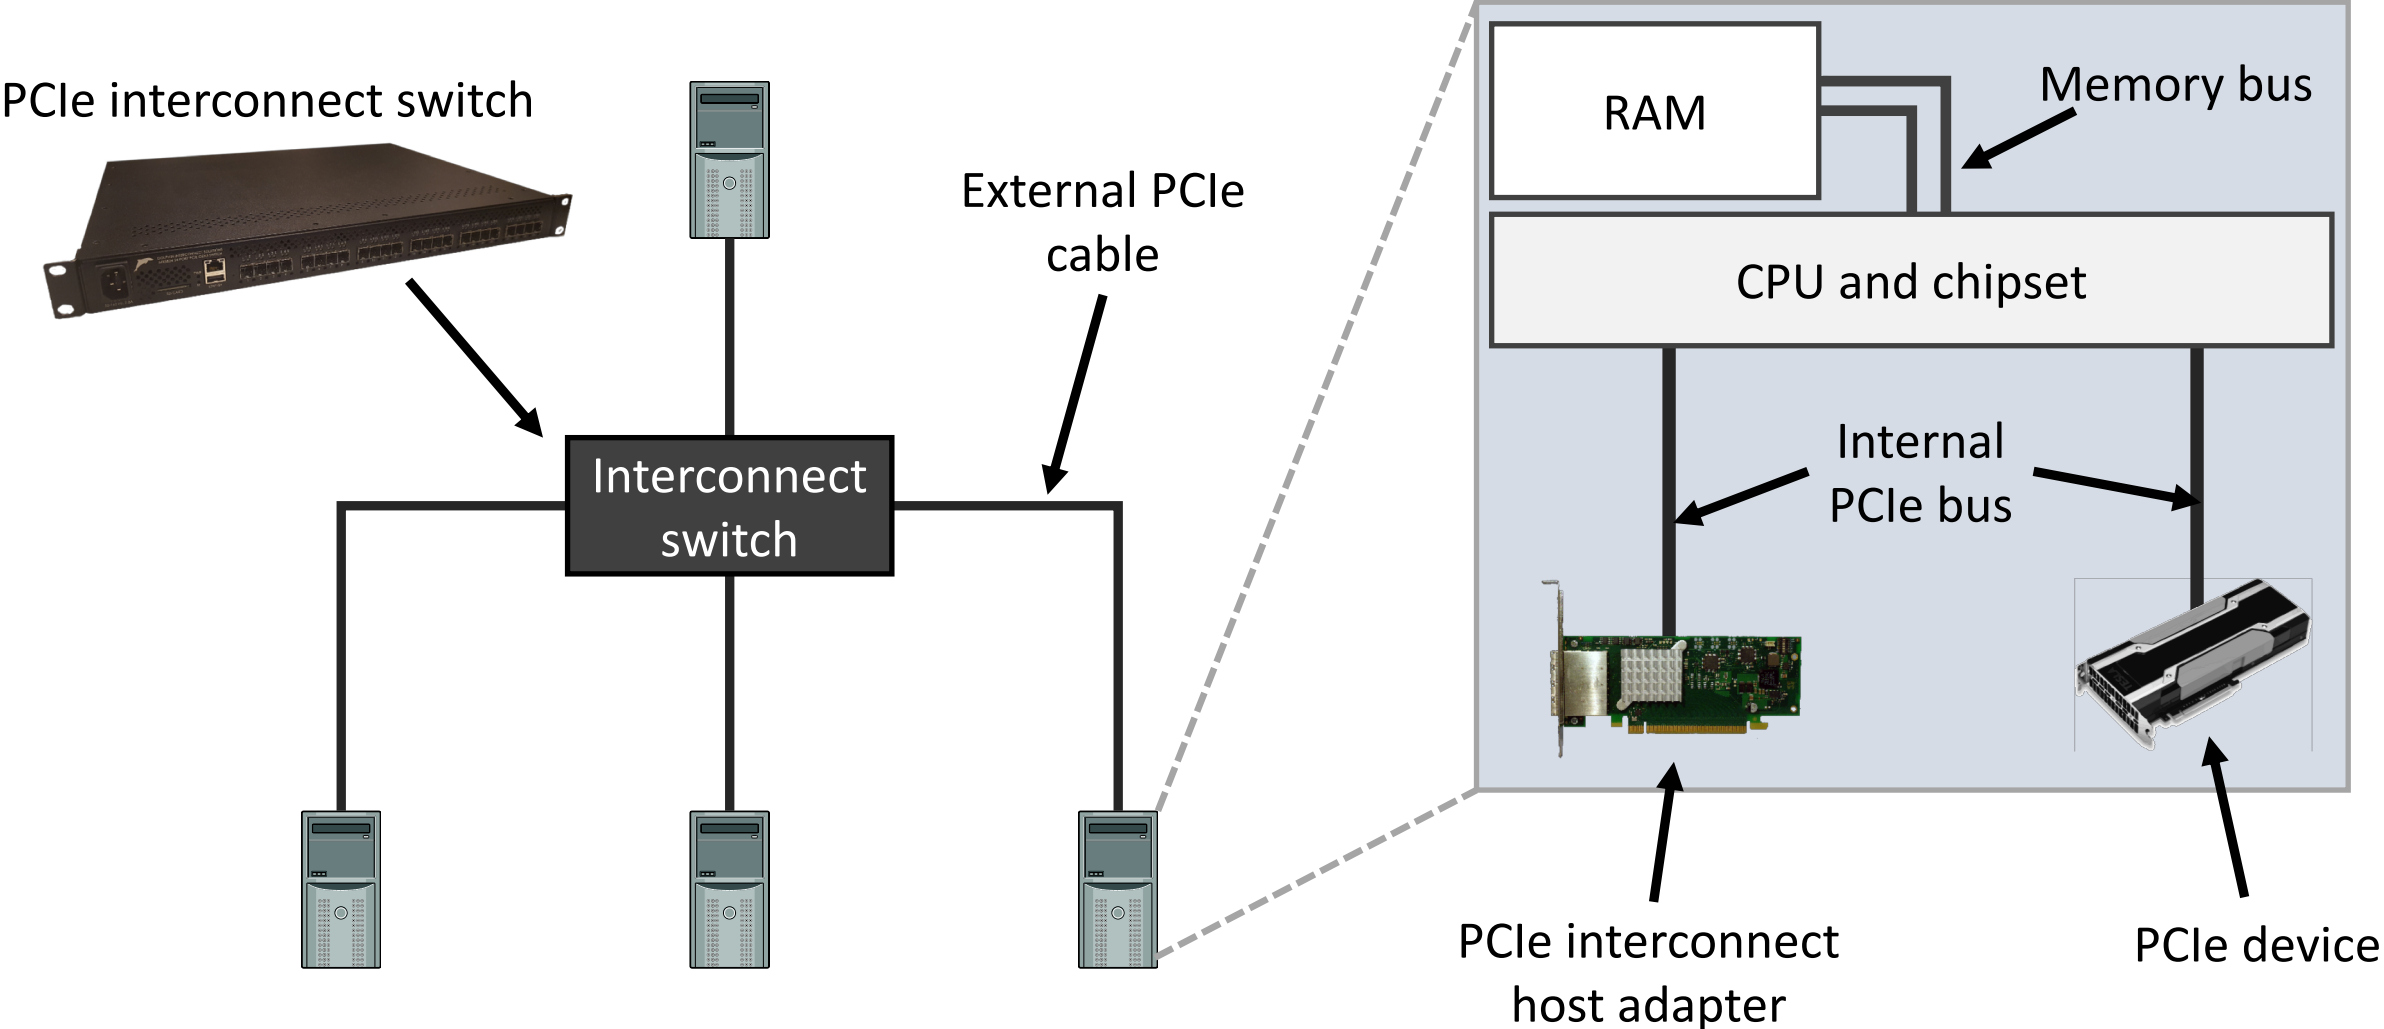 PCIe interconnect switch
External PCIe
cable
Interconnect
switch
RAM
Memory bus
CPU and chipset
Internal
PCIe bus
PCIe interconnect
host adapter
PCIe device